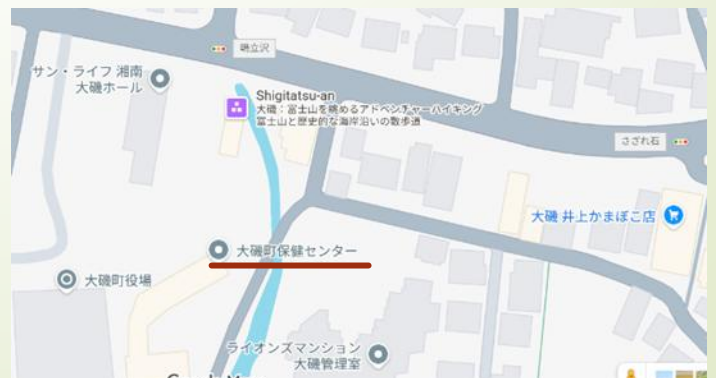 鴫立沢
サン・ライフ 湘南
大磯ホール
Shigitatsu-an
大磯：富士山を眺めるアドベンチャーハイキング
富士山と歴史的な海岸沿いの散歩道
さざれ石
大磯 井上かまぼこ店
大磯町保健センター
大磯町役場
ライオンズマンション
大磯管理室